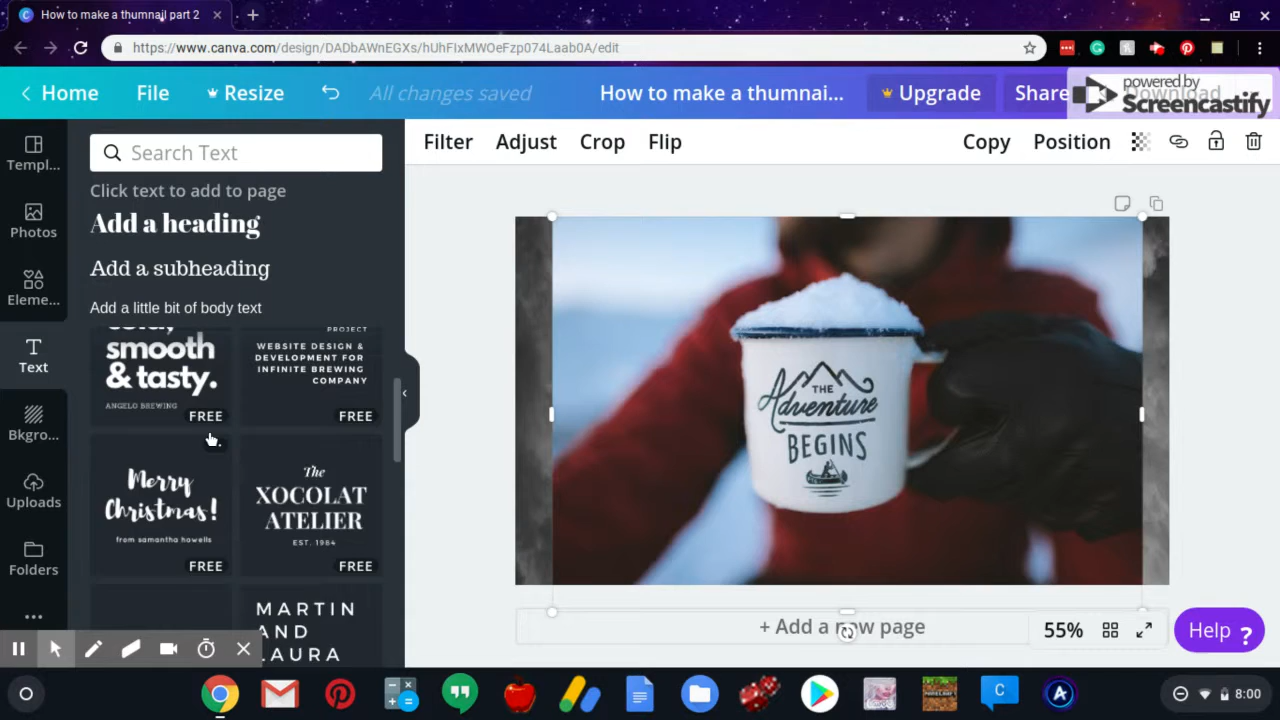 How to make a thumnail part 2
https://www.canva.com/design/DADbAWnEGXs/hUhFIxMWOeFzp074Laab0A/edit
Home
File
Resize
All changes saved
How to make a thumnai...
Upgrade
Share
Download
powered by
Screencastify
Templ...
Photos
Eleme...
Text
Bkgro...
Uploads
Folders
Search Text
Click text to add to page
Add a heading
Add a subheading
Add a little bit of body text
cold,
smooth
& tasty.
ANGELO BREWING
FREE
PROJECT
WEBSITE DESIGN &
DEVELOPMENT FOR
INFINITE BREWING
COMPANY
FREE
Merry
Christmas!
from samantha howells
FREE
The
XOCOLAT
ATELIER
EST. 1984
FREE
MARTIN
AND
LAURA
Filter
Adjust
Crop
Flip
Copy
Position
THE
Adventure
BEGINS
+ Add a new page
55%
Help ?
8:00